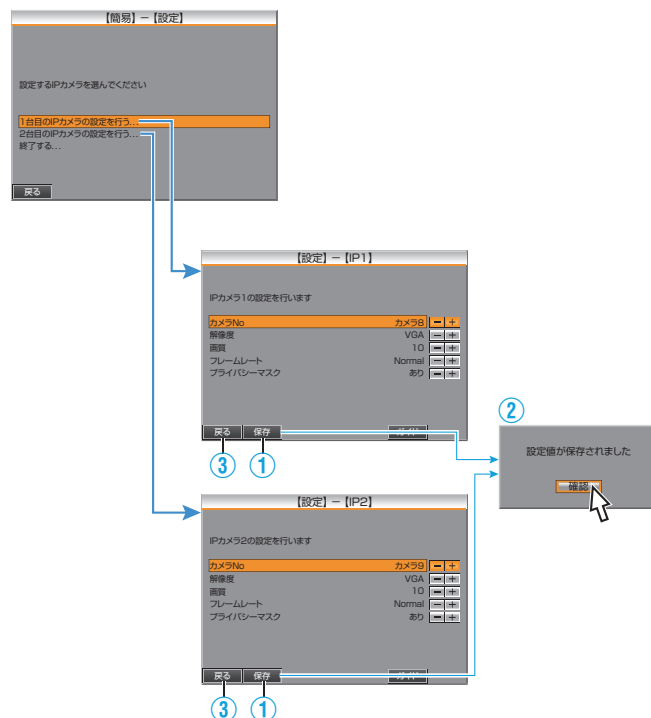 【簡易】－【設定】
設定するIPカメラを選んでください
1台目のIPカメラの設定を行う...
2台目のIPカメラの設定を行う...
終了する...
戻る
【設定】－【IP1】
IPカメラ1の設定を行います
カメラNo カメラ8 － ＋
解像度 VGA － ＋
画質 10 － ＋
フレームレート Normal － ＋
プライバシーマスク あり － ＋
戻る 保存
③ ①
②
設定値が保存されました
確認
【設定】－【IP2】
IPカメラ2の設定を行います
カメラNo カメラ9 － ＋
解像度 VGA － ＋
画質 10 － ＋
フレームレート Normal － ＋
プライバシーマスク あり － ＋
戻る 保存
③ ①